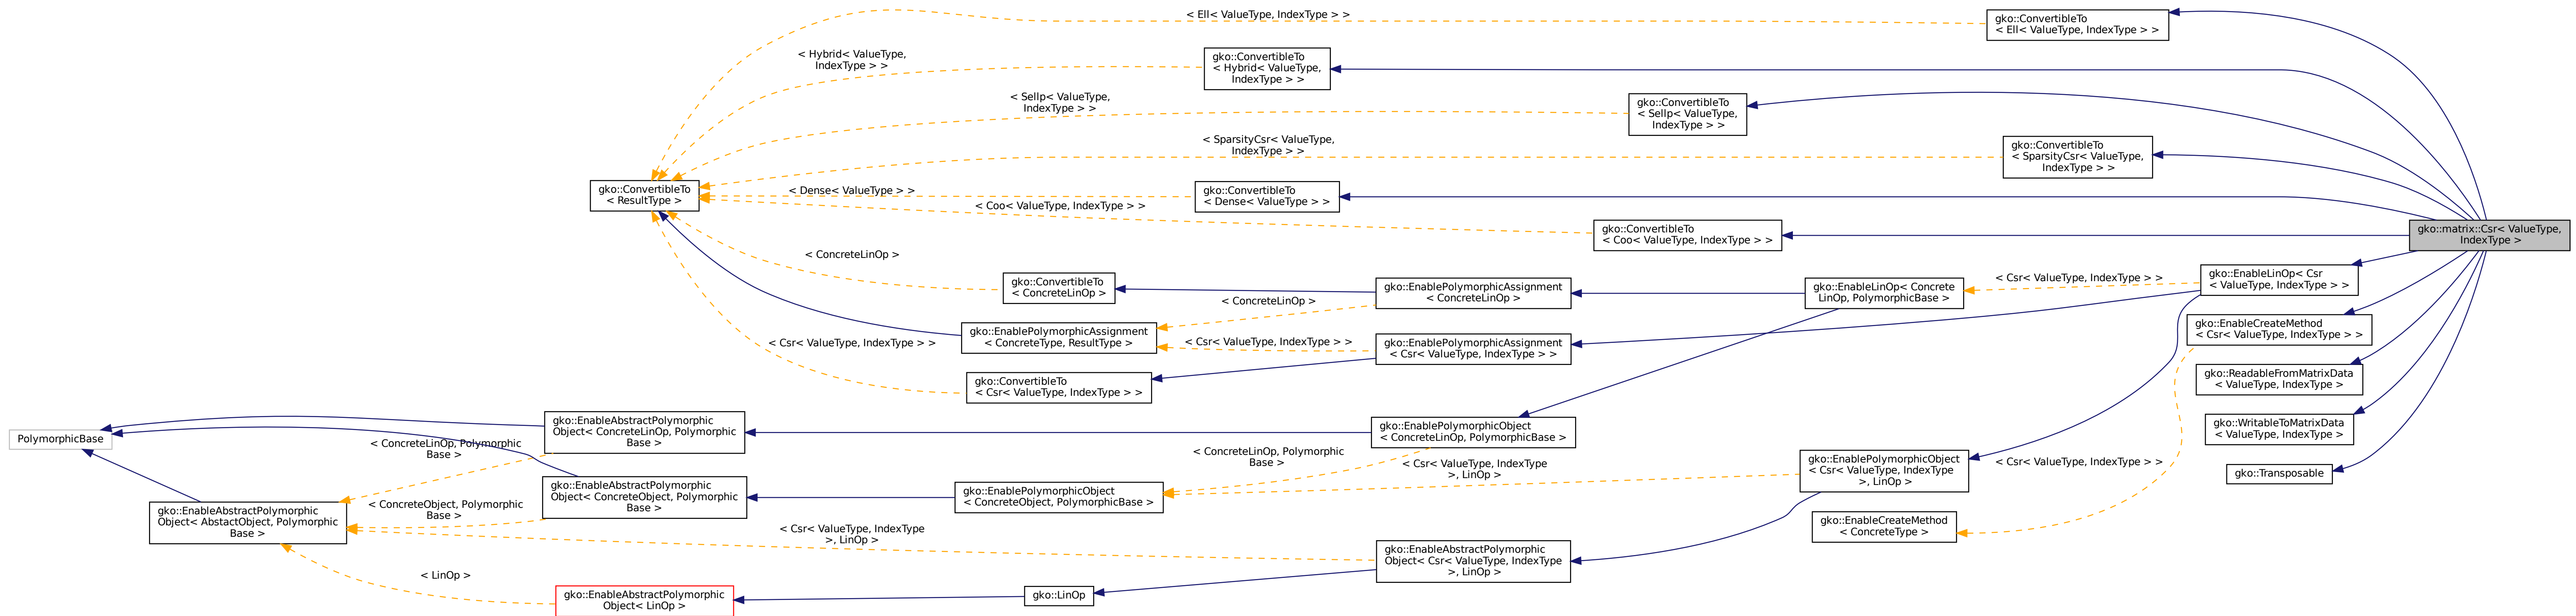 < Ell< ValueType, IndexType > >
gko::ConvertibleTo
< Ell< ValueType, IndexType > >
< Hybrid< ValueType,
IndexType > >
gko::ConvertibleTo
< Hybrid< ValueType,
IndexType > >
< Sellp< ValueType,
IndexType > >
gko::ConvertibleTo
< Sellp< ValueType,
IndexType > >
< SparsityCsr< ValueType,
IndexType > >
gko::ConvertibleTo
< SparsityCsr< ValueType,
IndexType > >
gko::ConvertibleTo
< ResultType >
< Dense< ValueType > >
gko::ConvertibleTo
< Dense< ValueType > >
< Coo< ValueType, IndexType > >
gko::ConvertibleTo
< Coo< ValueType, IndexType > >
gko::matrix::Csr< ValueType,
IndexType >
< ConcreteLinOp >
gko::ConvertibleTo
< ConcreteLinOp >
gko::EnablePolymorphicAssignment
< ConcreteLinOp >
gko::EnableLinOp< Concrete
LinOp, PolymorphicBase >
< Csr< ValueType, IndexType > >
gko::EnableLinOp< Csr
< ValueType, IndexType > >
< ConcreteLinOp >
gko::EnablePolymorphicAssignment
< ConcreteType, ResultType >
< Csr< ValueType, IndexType > >
gko::EnablePolymorphicAssignment
< Csr< ValueType, IndexType > >
gko::EnableCreateMethod
< Csr< ValueType, IndexType > >
< Csr< ValueType, IndexType > >
gko::ConvertibleTo
< Csr< ValueType, IndexType > >
gko::ReadableFromMatrixData
< ValueType, IndexType >
PolymorphicBase
gko::EnableAbstractPolymorphic
Object< ConcreteLinOp, Polymorphic
Base >
gko::EnablePolymorphicObject
< ConcreteLinOp, PolymorphicBase >
gko::WritableToMatrixData
< ValueType, IndexType >
< ConcreteLinOp, Polymorphic
Base >
< ConcreteLinOp, Polymorphic
Base >
< Csr< ValueType, IndexType
>, LinOp >
gko::EnablePolymorphicObject
< Csr< ValueType, IndexType
>, LinOp >
< Csr< ValueType, IndexType > >
gko::Transposable
gko::EnableAbstractPolymorphic
Object< ConcreteObject, Polymorphic
Base >
gko::EnablePolymorphicObject
< ConcreteObject, PolymorphicBase >
gko::EnableAbstractPolymorphic
Object< AbstactObject, Polymorphic
Base >
< ConcreteObject, Polymorphic
Base >
gko::EnableCreateMethod
< ConcreteType >
< Csr< ValueType, IndexType
>, LinOp >
gko::EnableAbstractPolymorphic
Object< Csr< ValueType, IndexType
>, LinOp >
< LinOp >
gko::EnableAbstractPolymorphic
Object< LinOp >
gko::LinOp